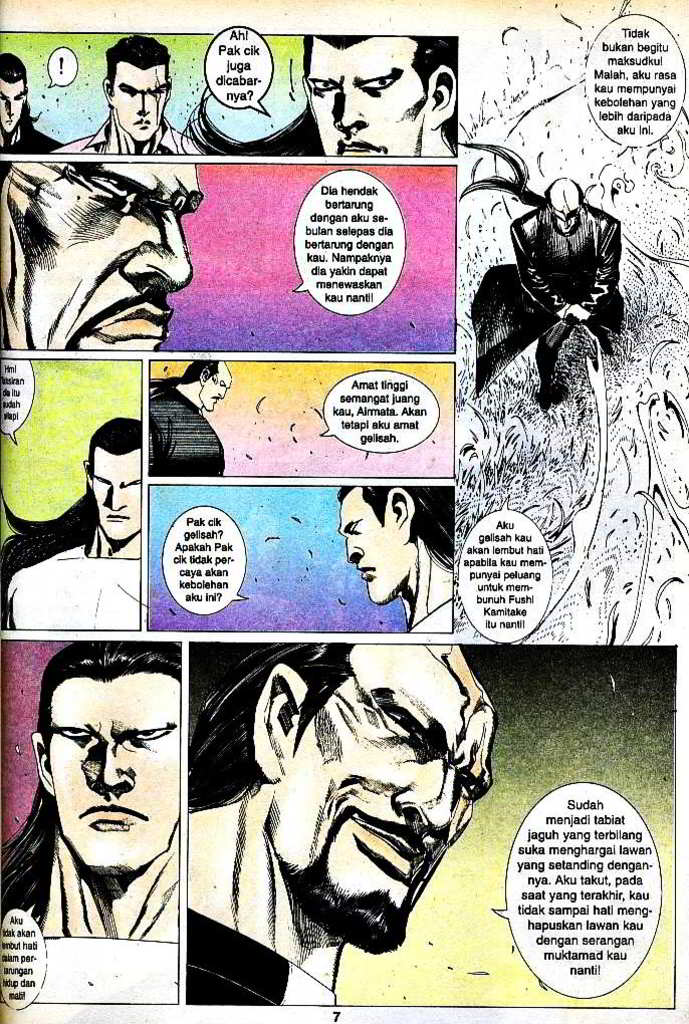 !
Ah!
Pak cik
juga
dicabar-
nya?
Tidak
bukan begitu
maksudku!
Malah, aku rasa
kau mempunyai
kebolehan yang
lebih daripada
aku ini.
Dia hendak
bertarung
dengan aku se-
bulan selepas dia
bertarung dengan
kau. Nampaknya
dia yakin dapat
menewaskan
kau nanti!
Hm!
da itu
sudah
Amat tinggi
semangat juang
kau, Airmata. Akan
tetapi aku amat
gelisah.
Pak cik
gelisah?
Apakah Pak
cik tidak per-
caya akan
kebolehan
aku ini?
Aku
gelisah kau
akan lembut hati
apabila kau mem-
punyai peluang
untuk mem-
bunuh Fushi
Kamitake
itu nanti!
Aku
tidak akan
lembut hati
dalam per-
tarungan
hidup dan
mati!
Sudah
menjadi tabiat
jaguh yang terbilang
suka menghargai lawan
yang setanding dengan-
nya. Aku takut, pada
saat yang terakhir, kau
tidak sampai hati meng-
hapuskan lawan kau
dengan serangan
muktamad kau
nanti!
7